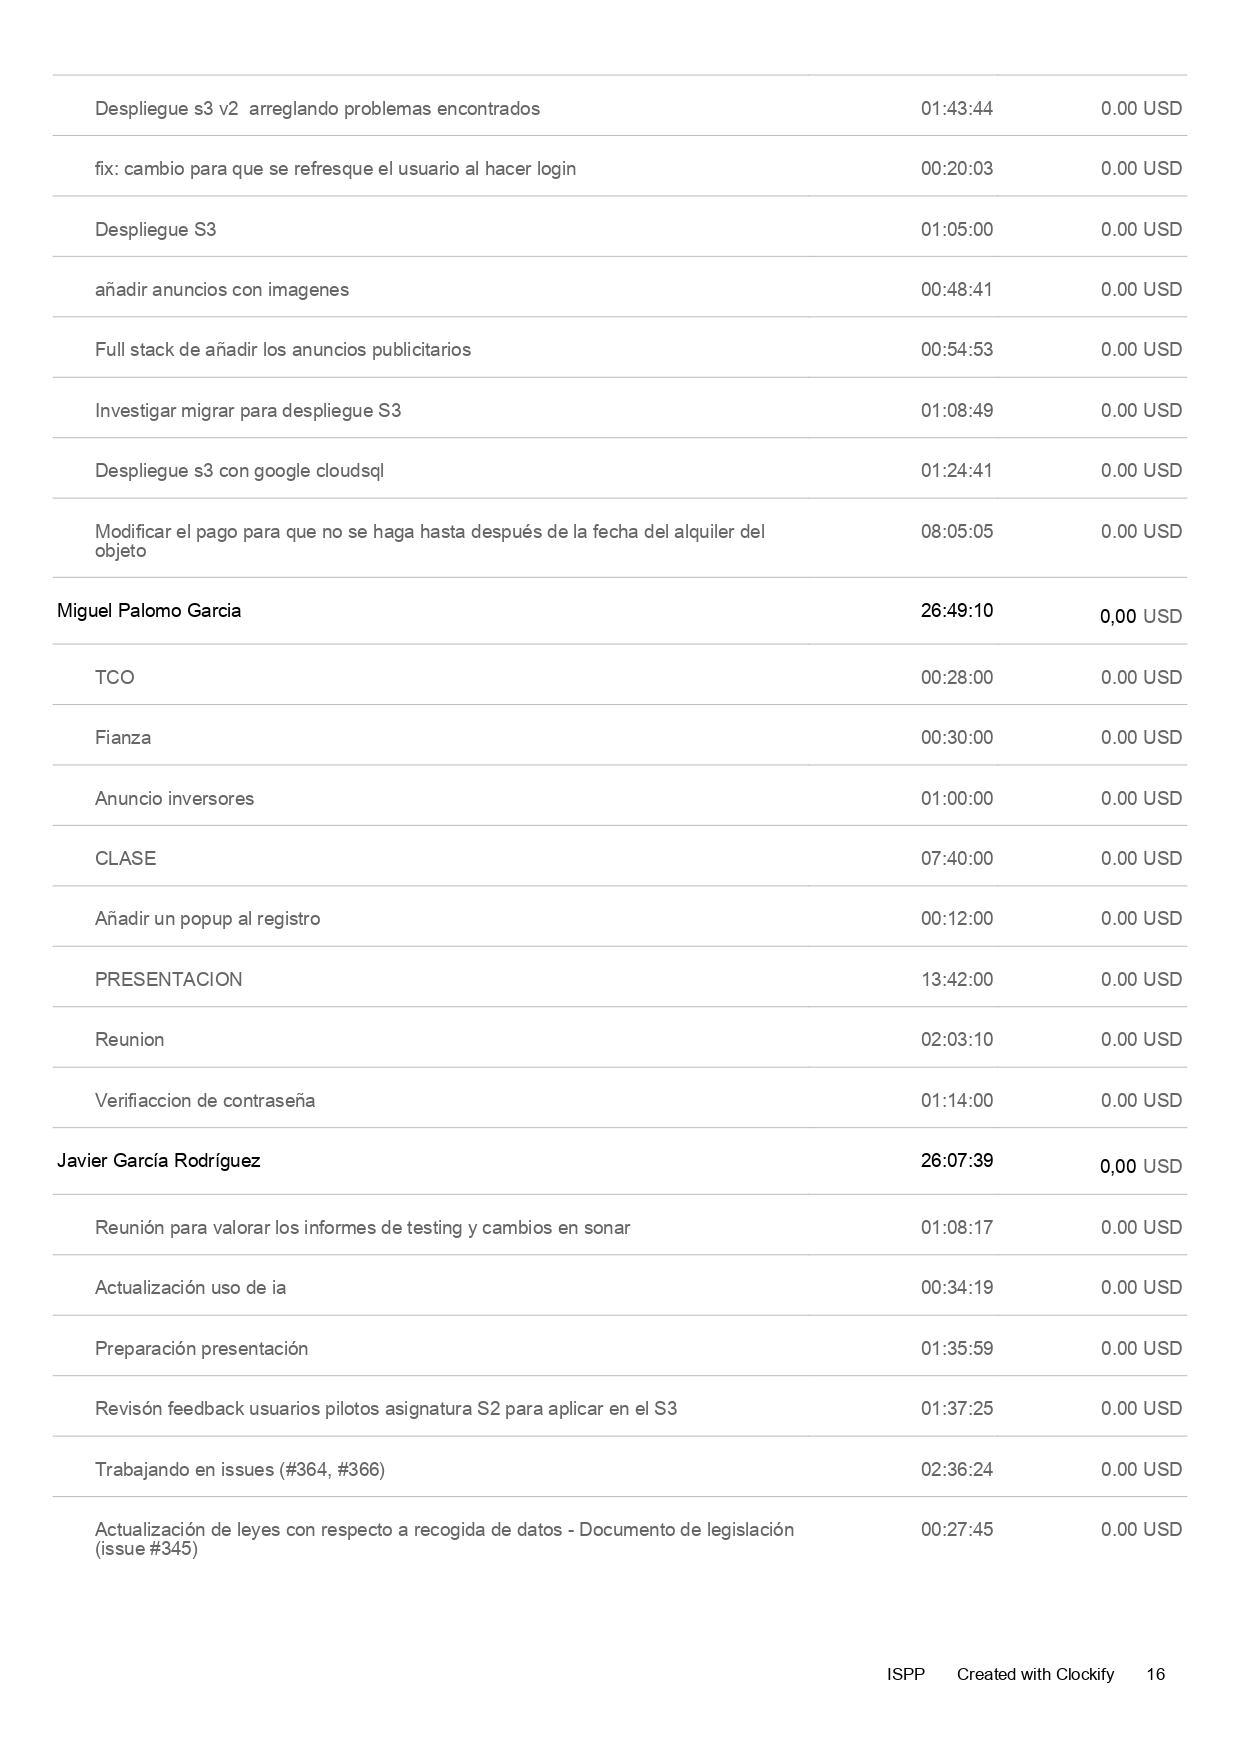 Despliegue s3 v2  arreglando problemas encontrados 01:43:44 0.00 USD
fix: cambio para que se refresque el usuario al hacer login 00:20:03 0.00 USD
Despliegue S3 01:05:00 0.00 USD
añadir anuncios con imagenes 00:48:41 0.00 USD
Full stack de añadir los anuncios publicitarios 00:54:53 0.00 USD
Investigar migrar para despliegue S3 01:08:49 0.00 USD
Despliegue s3 con google cloudsql 01:24:41 0.00 USD
Modificar el pago para que no se haga hasta después de la fecha del alquiler del 08:05:05 0.00 USD
objeto
Miguel Palomo Garcia 26:49:10 0,00 USD
TCO 00:28:00 0.00 USD
Fianza 00:30:00 0.00 USD
Anuncio inversores 01:00:00 0.00 USD
CLASE 07:40:00 0.00 USD
Añadir un popup al registro 00:12:00 0.00 USD
PRESENTACION 13:42:00 0.00 USD
Reunion 02:03:10 0.00 USD
Verifiaccion de contraseña 01:14:00 0.00 USD
Javier García Rodríguez 26:07:39 0,00 USD
Reunión para valorar los informes de testing y cambios en sonar 01:08:17 0.00 USD
Actualización uso de ia 00:34:19 0.00 USD
Preparación presentación 01:35:59 0.00 USD
Revisón feedback usuarios pilotos asignatura S2 para aplicar en el S3 01:37:25 0.00 USD
Trabajando en issues (#364, #366) 02:36:24 0.00 USD
Actualización de leyes con respecto a recogida de datos - Documento de legislación 00:27:45 0.00 USD
(issue #345)
ISPP Created with Clockify 16